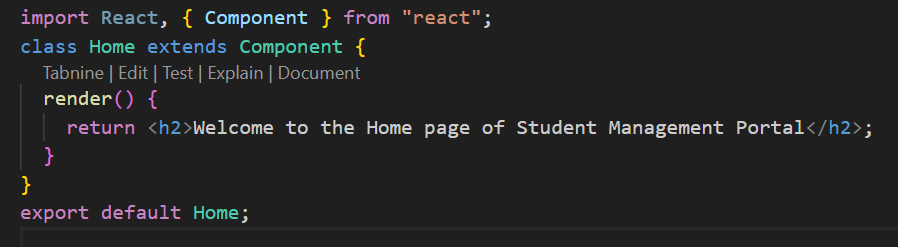 import React, { Component } from "react";
class Home extends Component {
Tabnine | Edit | Test | Explain | Document
render() {
return <h2>Welcome to the Home page of Student Management Portal</h2>;
}
}
export default Home;